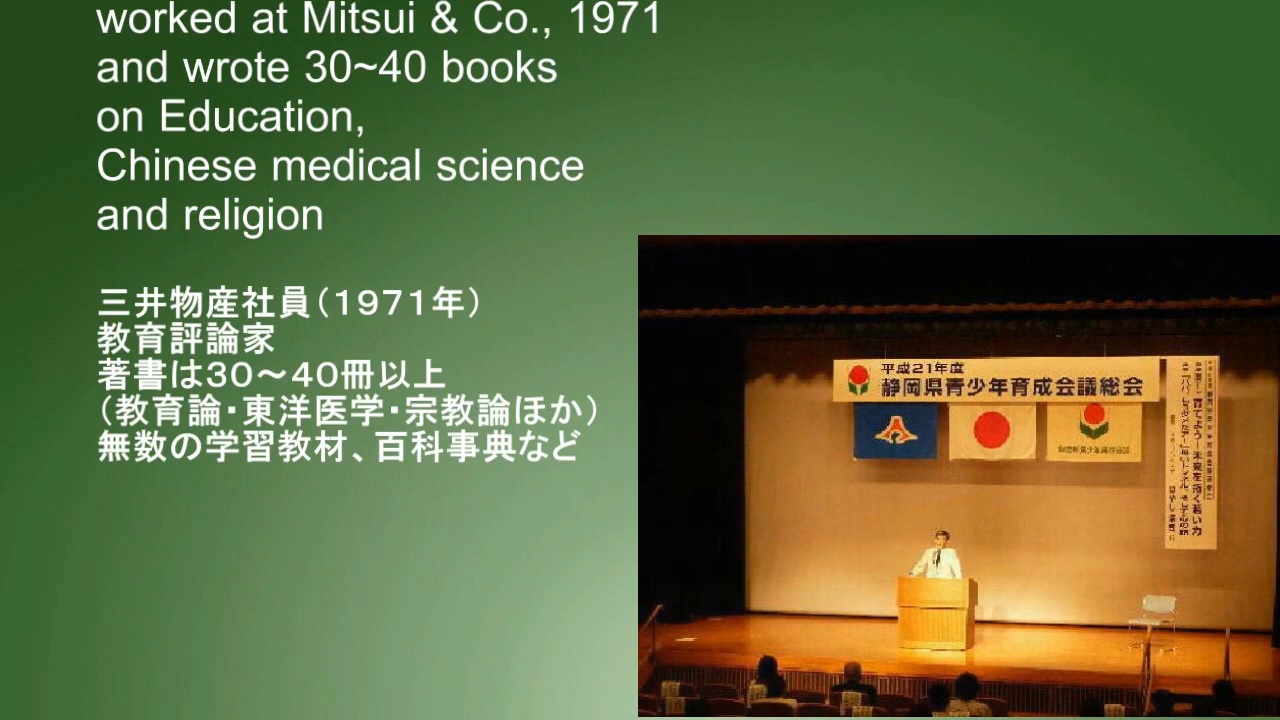 worked at Mitsui & Co., 1971
and wrote 30~40 books
on Education,
Chinese medical science
and religion
三井物産社員(1971年)
教育評論家
著書は30~40冊以上
(教育論・東洋医学・宗教論ほか)
無数の学習教材、百科事典など
平成21年度
静岡県青少年育成会議総会